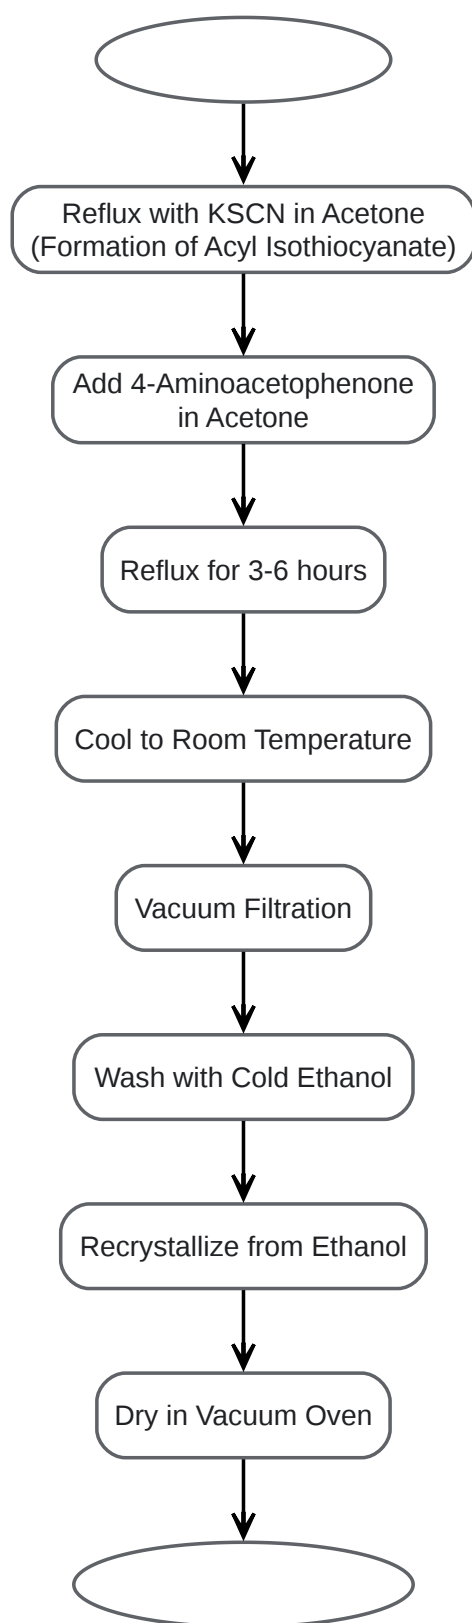 Reflux with KSCN in Acetone
(Formation of Acyl Isothiocyanate)
Add 4-Aminoacetophenone
in Acetone
Reflux for 3-6 hours
Cool to Room Temperature
Vacuum Filtration
Wash with Cold Ethanol
Recrystallize from Ethanol
Dry in Vacuum Oven